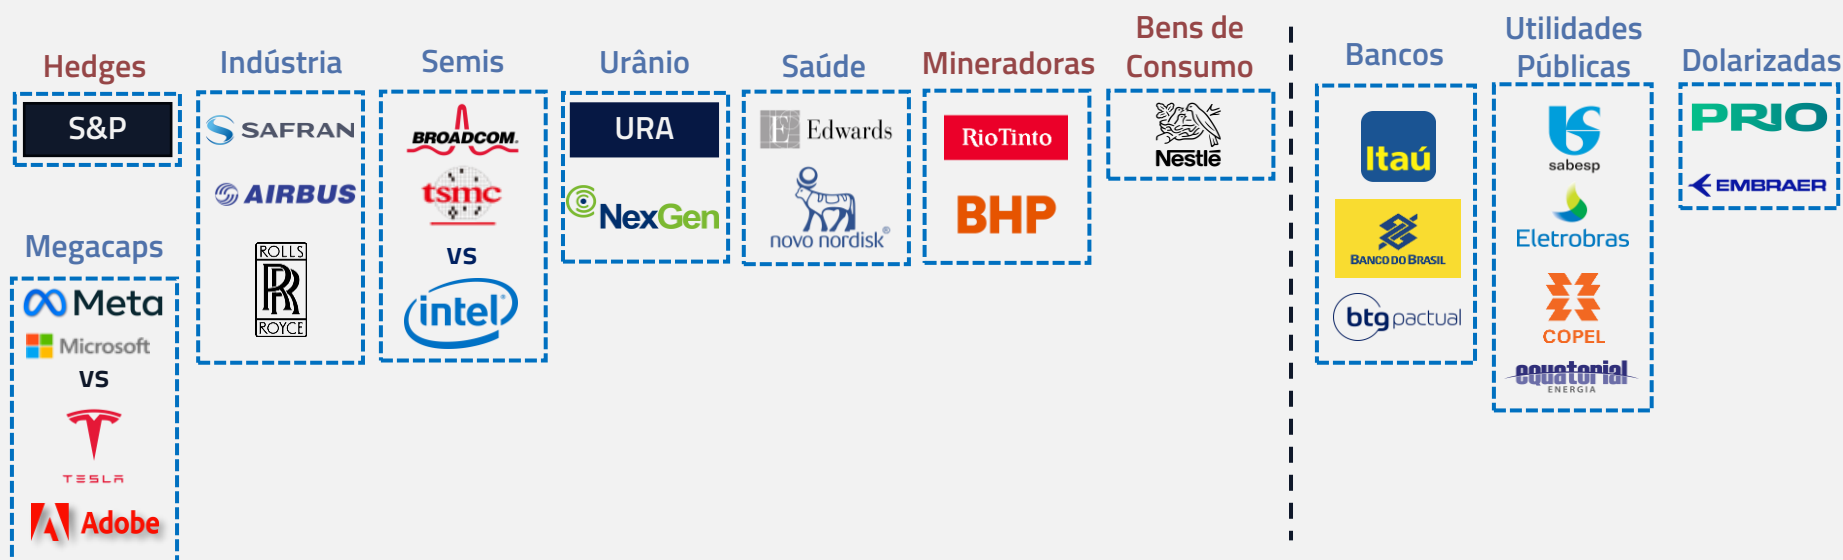 Hedges
S&P
Megacaps
Meta
Microsoft
vs
TESLA
Adobe
Indústria
SAFRAN
AIRBUS
ROLLS
RR
ROYCE
Semis
BROADCOM.
tsmc
vs
intel
Urânio
URA
NexGen
Saúde
E Edwards
novo nordisk®
Mineradoras
RioTinto
BHP
Bens de
Consumo
Nestlé
Bancos
Itaú
BANCO DO BRASIL
btg pactual
Utilidades
Públicas
sabesp
Eletrobras
COPEL
equatorial
ENERGIA
Dolarizadas
PRIO
EMBRAER